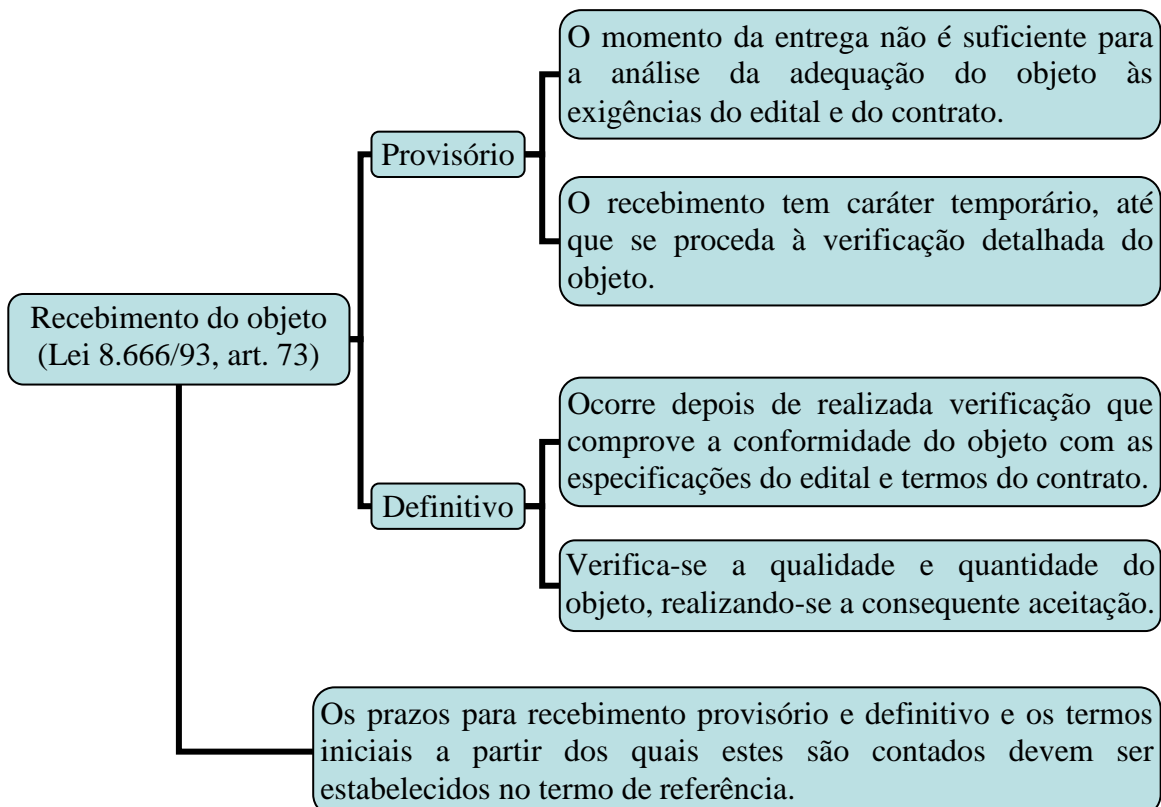 O momento da entrega não é suficiente para
a análise da adequação do objeto às
exigências do edital e do contrato.
Provisório
O recebimento tem caráter temporário, até
que se proceda à verificação detalhada do
objeto.
Recebimento do objeto
(Lei 8.666/93, art. 73)
Ocorre depois de realizada verificação que
comprove a conformidade do objeto com as
especificações do edital e termos do contrato.
Definitivo
Verifica-se a qualidade e quantidade do
objeto, realizando-se a consequente aceitação.
Os prazos para recebimento provisório e definitivo e os termos
iniciais a partir dos quais estes são contados devem ser
estabelecidos no termo de referência.